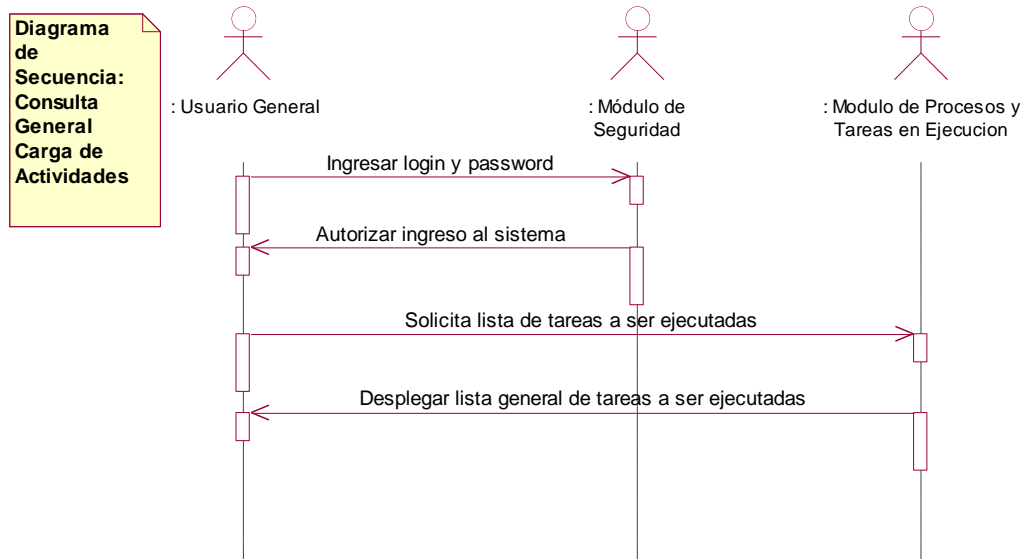 Diagrama
de
Secuencia:
Consulta
General
Carga de
Actividades
: Usuario General
: Módulo de
Seguridad
: Modulo de Procesos y
Tareas en Ejecucion
Ingresar login y password
Autorizar ingreso al sistema
Solicita lista de tareas a ser ejecutadas
Desplegar lista general de tareas a ser ejecutadas